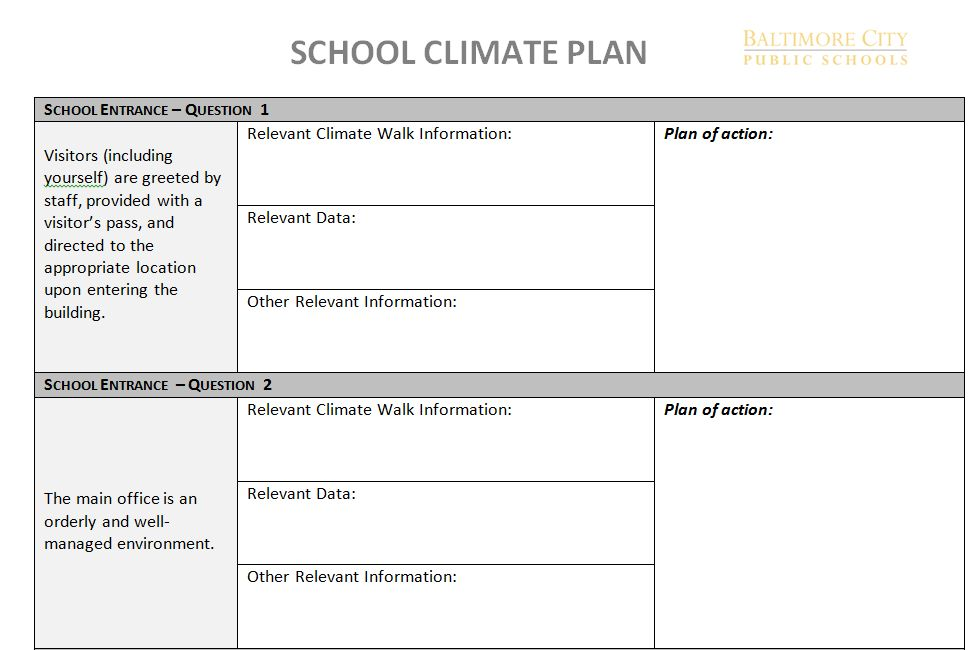 SCHOOL CLIMATE PLAN
BALTIMORE CITY
PUBLIC SCHOOLS
SCHOOL ENTRANCE – QUESTION 1
Visitors (including
yourself) are greeted by
staff, provided with a
visitor's pass, and
directed to the
appropriate location
upon entering the
building.
Relevant Climate Walk Information:
Relevant Data:
Other Relevant Information:
Plan of action:
SCHOOL ENTRANCE – QUESTION 2
The main office is an
orderly and well-
managed environment.
Relevant Climate Walk Information:
Relevant Data:
Other Relevant Information:
Plan of action: